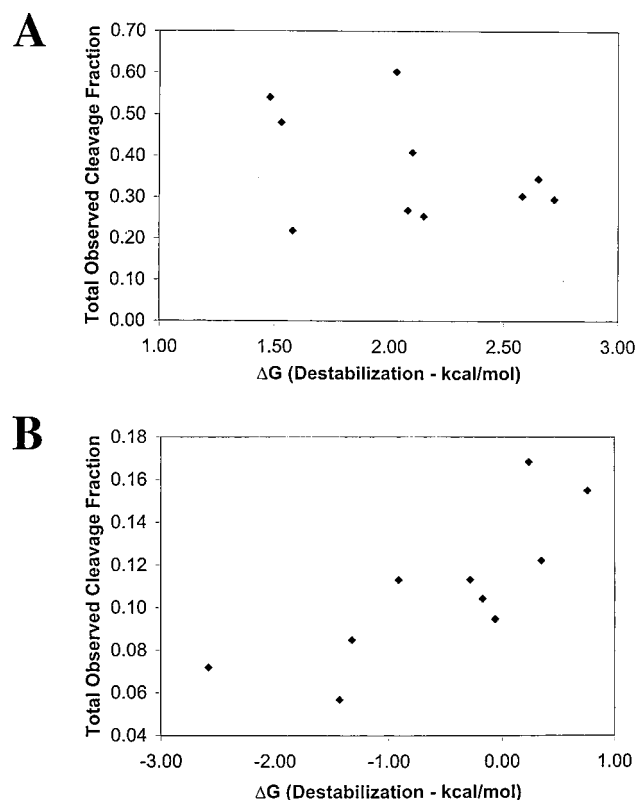 A
Total Observed Cleavage Fraction
0.70
0.60
0.50
0.40
0.30
0.20
0.10
0.00
1.00 1.50 2.00 2.50 3.00
ΔG (Destabilization - kcal/mol)
B
Total Observed Cleavage Fraction
0.18
0.16
0.14
0.12
0.10
0.08
0.06
0.04
-3.00 -2.00 -1.00 0.00 1.00
ΔG (Destabilization - kcal/mol)